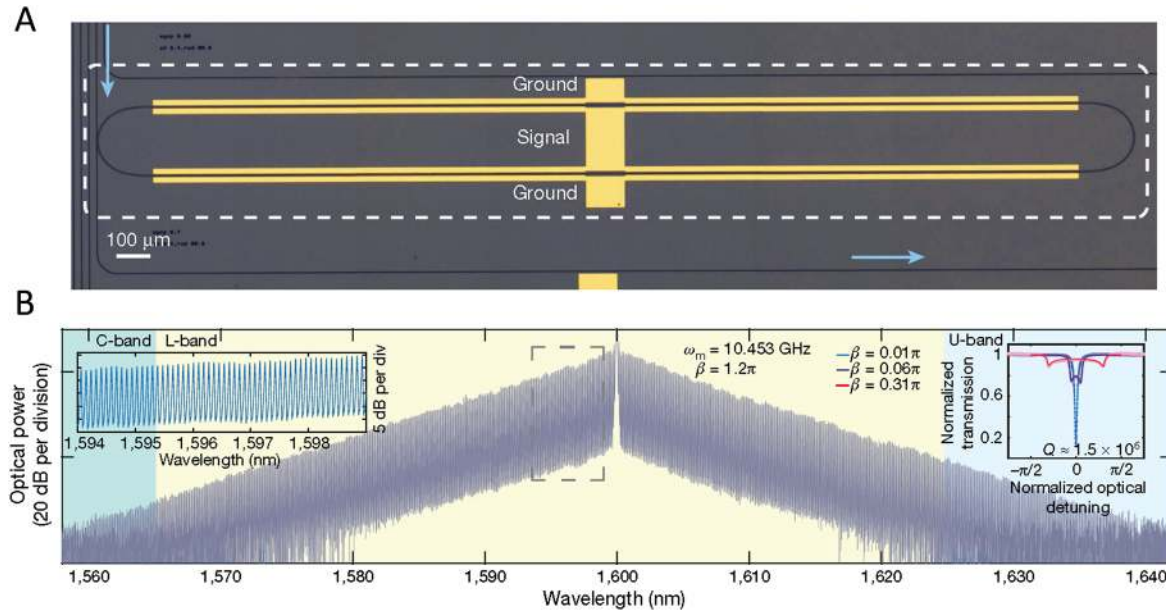 A
Ground
Signal
Ground
100 μm
B
C-band
L-band
5 dB per div
1,594
1,595
1,596
1,597
1,598
Wavelength (nm)
ωm = 10.453 GHz
β = 1.2π
β = 0.01π
β = 0.06π
β = 0.31π
U-band
Normalized
transmission
1
0.6
0.2
Q ≈ 1.5 × 10⁶
−π/2
0
π/2
Normalized optical
detuning
Optical power
(20 dB per division)
1,560
1,570
1,580
1,590
1,600
1,610
1,620
1,630
1,640
Wavelength (nm)